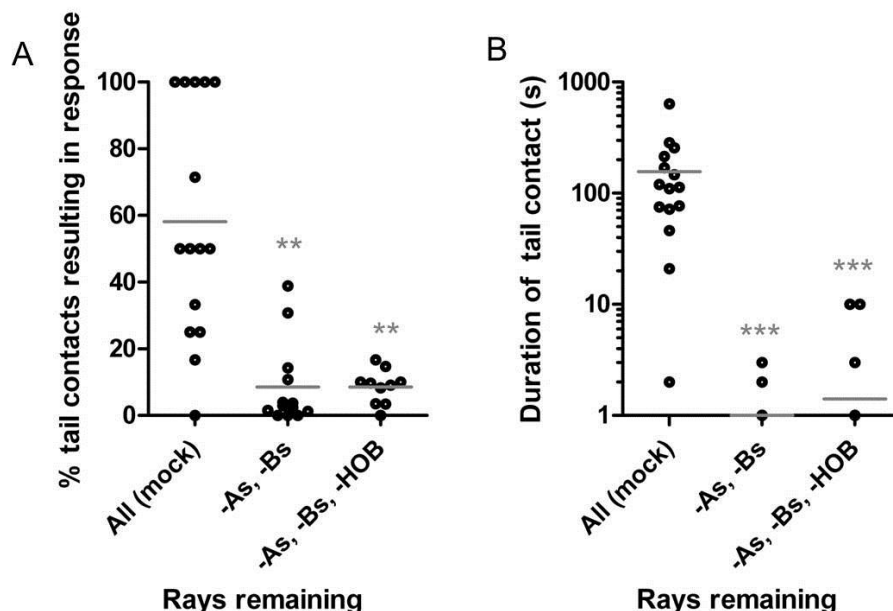 A
% tail contacts resulting in response
100
80
60
40
20
0
**
**
All (mock)
-As, -Bs
-As, -Bs, -HOB
Rays remaining
B
Duration of tail contact (s)
1000
100
10
1
***
***
All (mock)
-As, -Bs
-As, -Bs, -HOB
Rays remaining